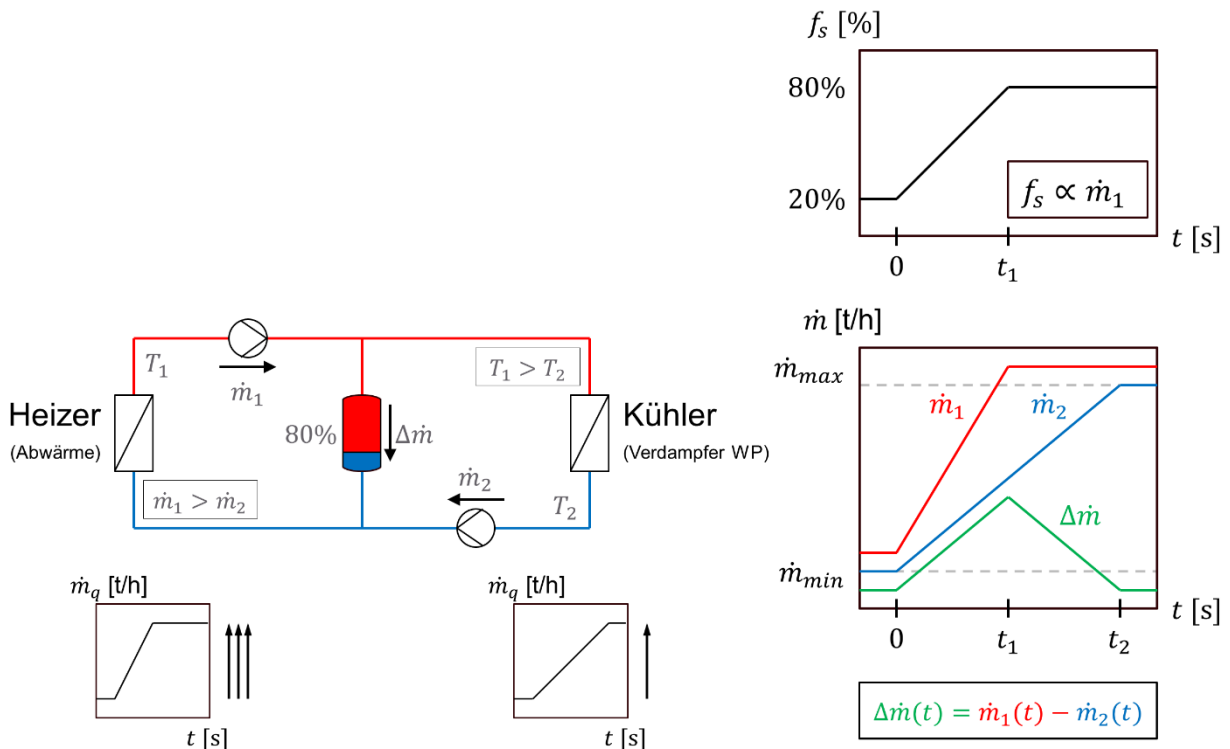 f_s [%]
80%
20%
f_s ∝ ṁ_1
0
t_1
t [s]
T_1
ṁ_1
T_1 > T_2
Heizer
(Abwärme)
80%
Δṁ
Kühler
(Verdampfer WP)
ṁ_1 > ṁ_2
ṁ_2
T_2
ṁ_q [t/h]
t [s]
ṁ_q [t/h]
t [s]
ṁ [t/h]
ṁ_max
ṁ_1
ṁ_2
Δṁ
ṁ_min
0
t_1
t_2
t [s]
Δṁ(t) = ṁ_1(t) − ṁ_2(t)